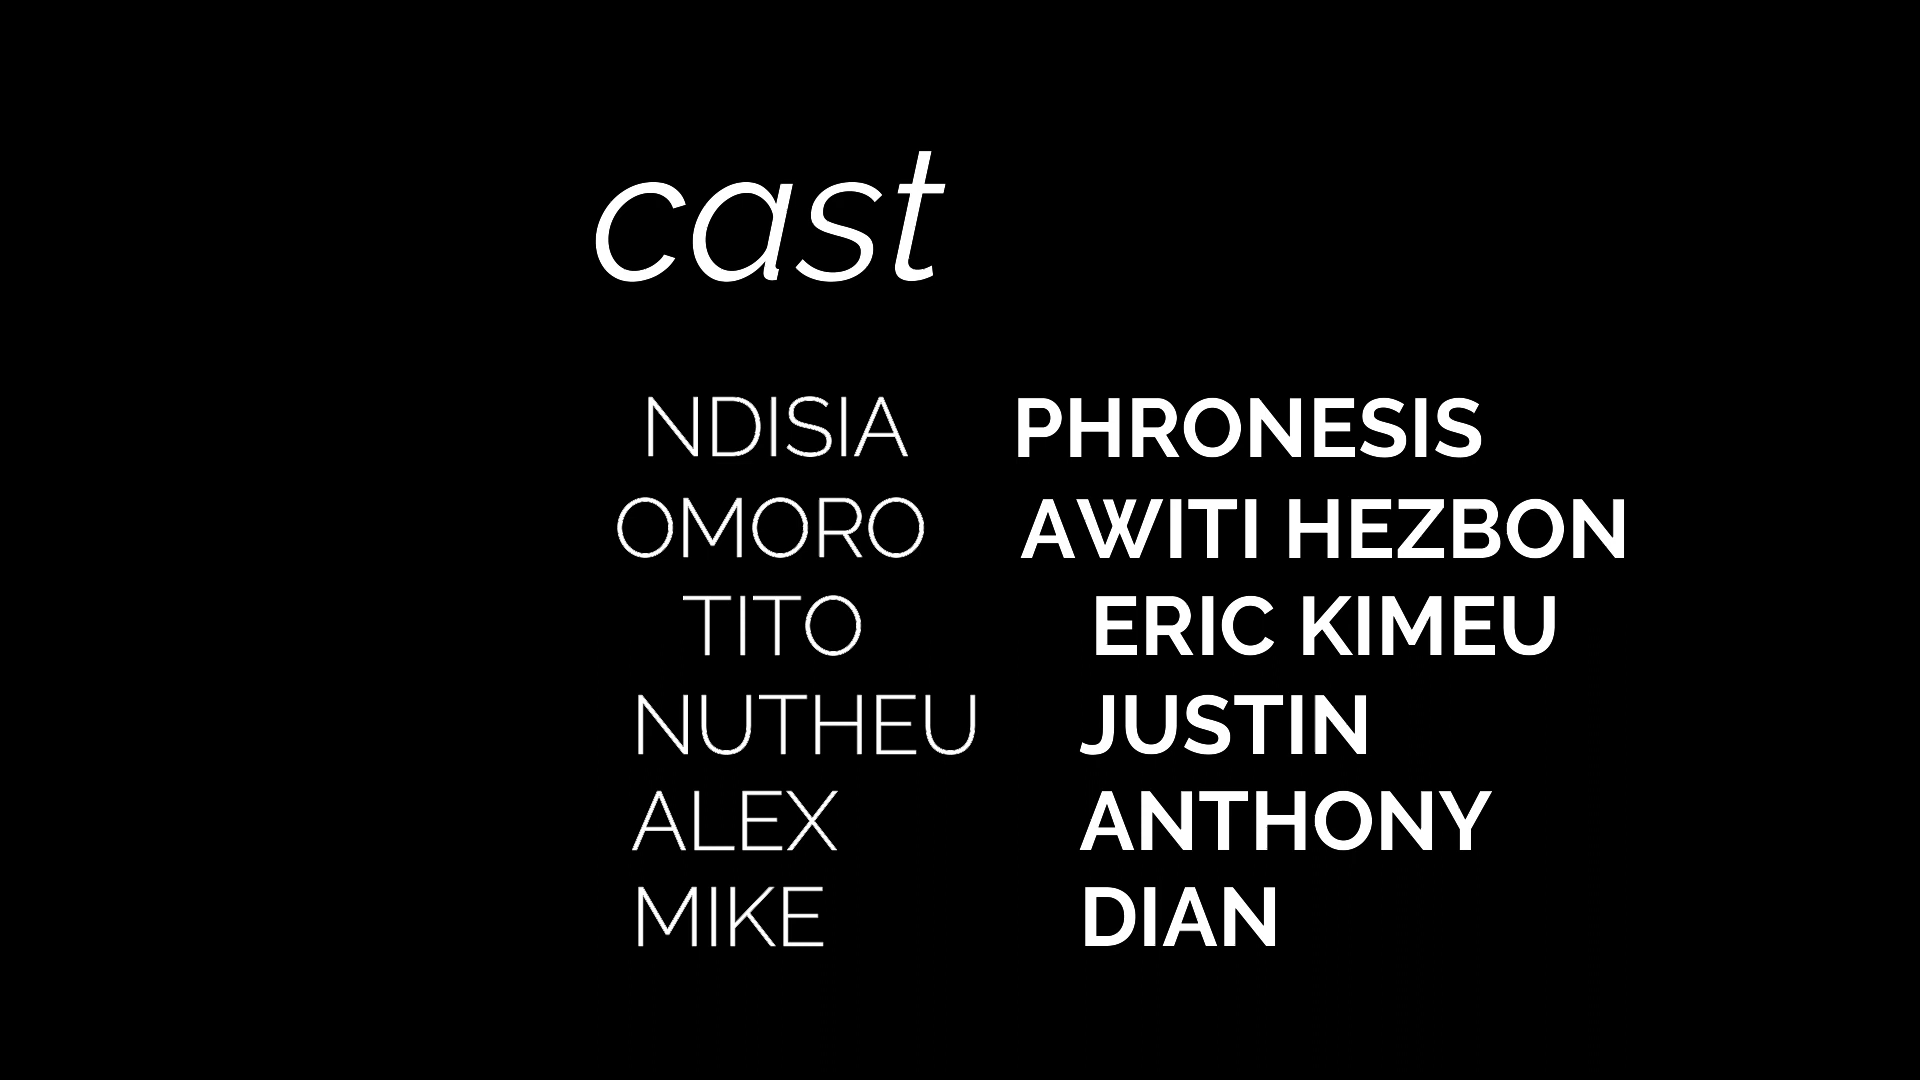 cast
NDISIA PHRONESIS
OMORO AWITI HEZBON
TITO ERIC KIMEU
NUTHEU JUSTIN
ALEX ANTHONY
MIKE DIAN